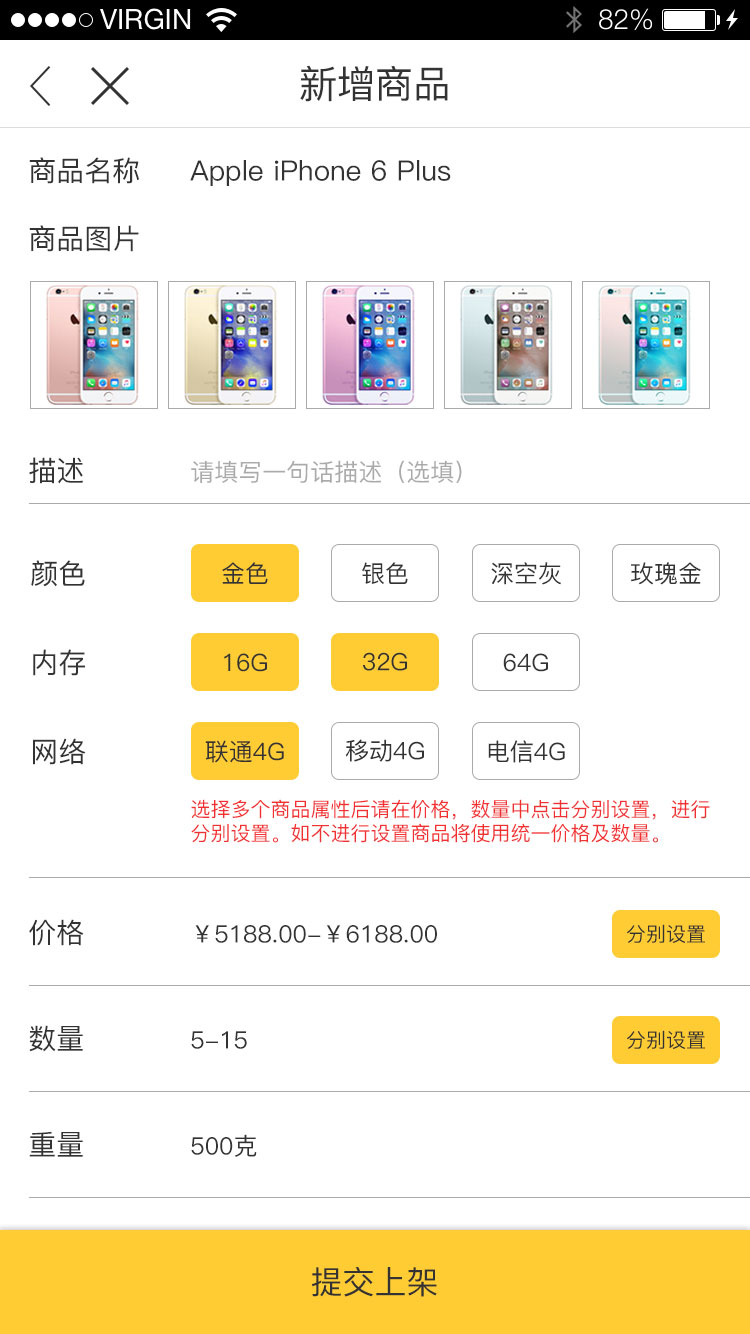 VIRGIN 82%
新增商品
商品名称 Apple iPhone 6 Plus
商品图片
描述 请填写一句话描述（选填）
颜色 金色 银色 深空灰 玫瑰金
内存 16G 32G 64G
网络 联通4G 移动4G 电信4G
选择多个商品属性后请在价格，数量中点击分别设置，进行
分别设置。如不进行设置商品将使用统一价格及数量。
价格 ￥5188.00–￥6188.00 分别设置
数量 5–15 分别设置
重量 500克
提交上架